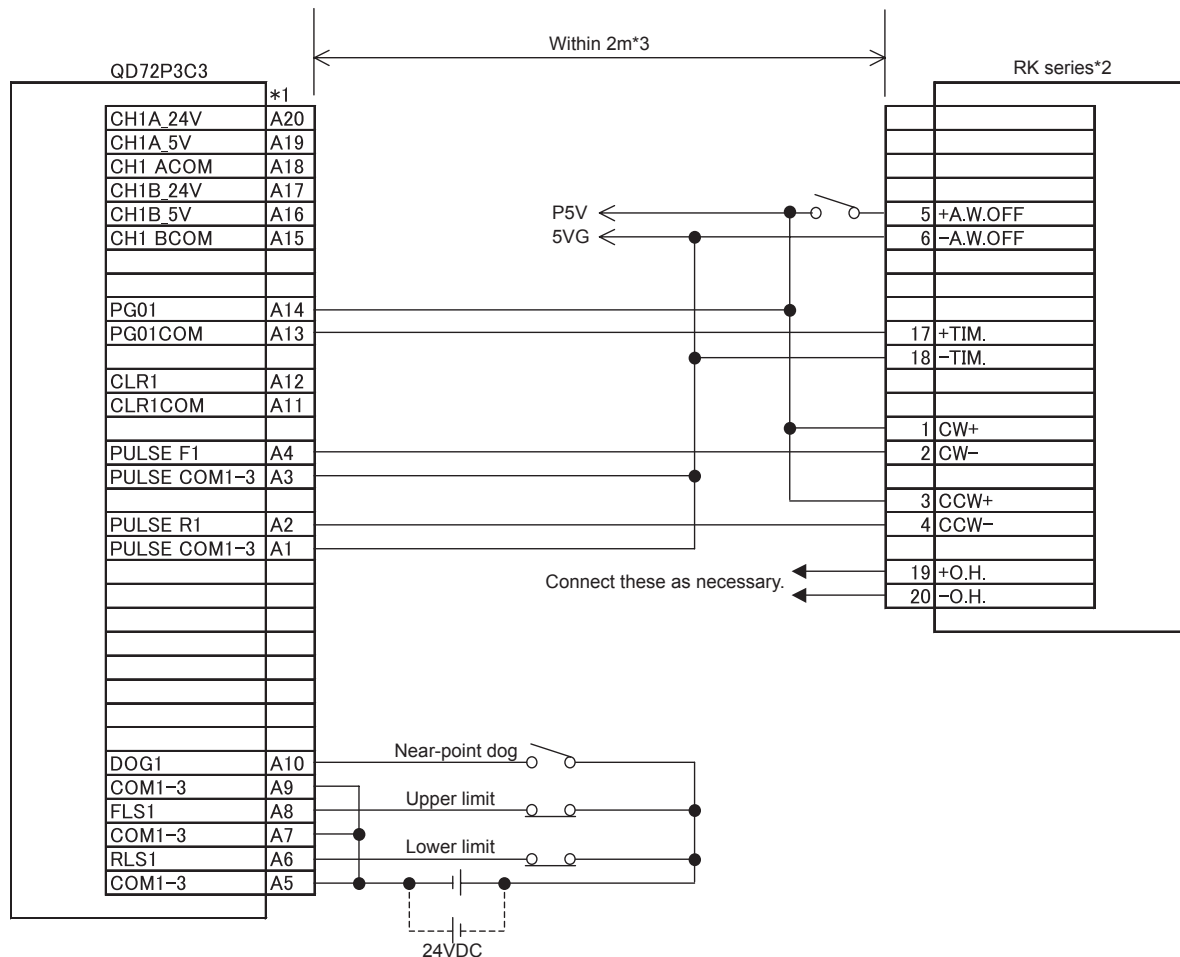 Within 2m*3
QD72P3C3
RK series*2
*1
CH1A_24V A20
CH1A_5V A19
CH1 ACOM A18
CH1B_24V A17
CH1B_5V A16
CH1 BCOM A15
P5V
5VG
5 +A.W.OFF
6 −A.W.OFF
PG01 A14
PG01COM A13
17 +TIM.
18 −TIM.
CLR1 A12
CLR1COM A11
1 CW+
PULSE F1 A4
2 CW−
PULSE COM1−3 A3
3 CCW+
PULSE R1 A2
4 CCW−
PULSE COM1−3 A1
Connect these as necessary.
19 +O.H.
20 −O.H.
DOG1 A10
Near-point dog
COM1−3 A9
FLS1 A8
Upper limit
COM1−3 A7
RLS1 A6
Lower limit
COM1−3 A5
24VDC